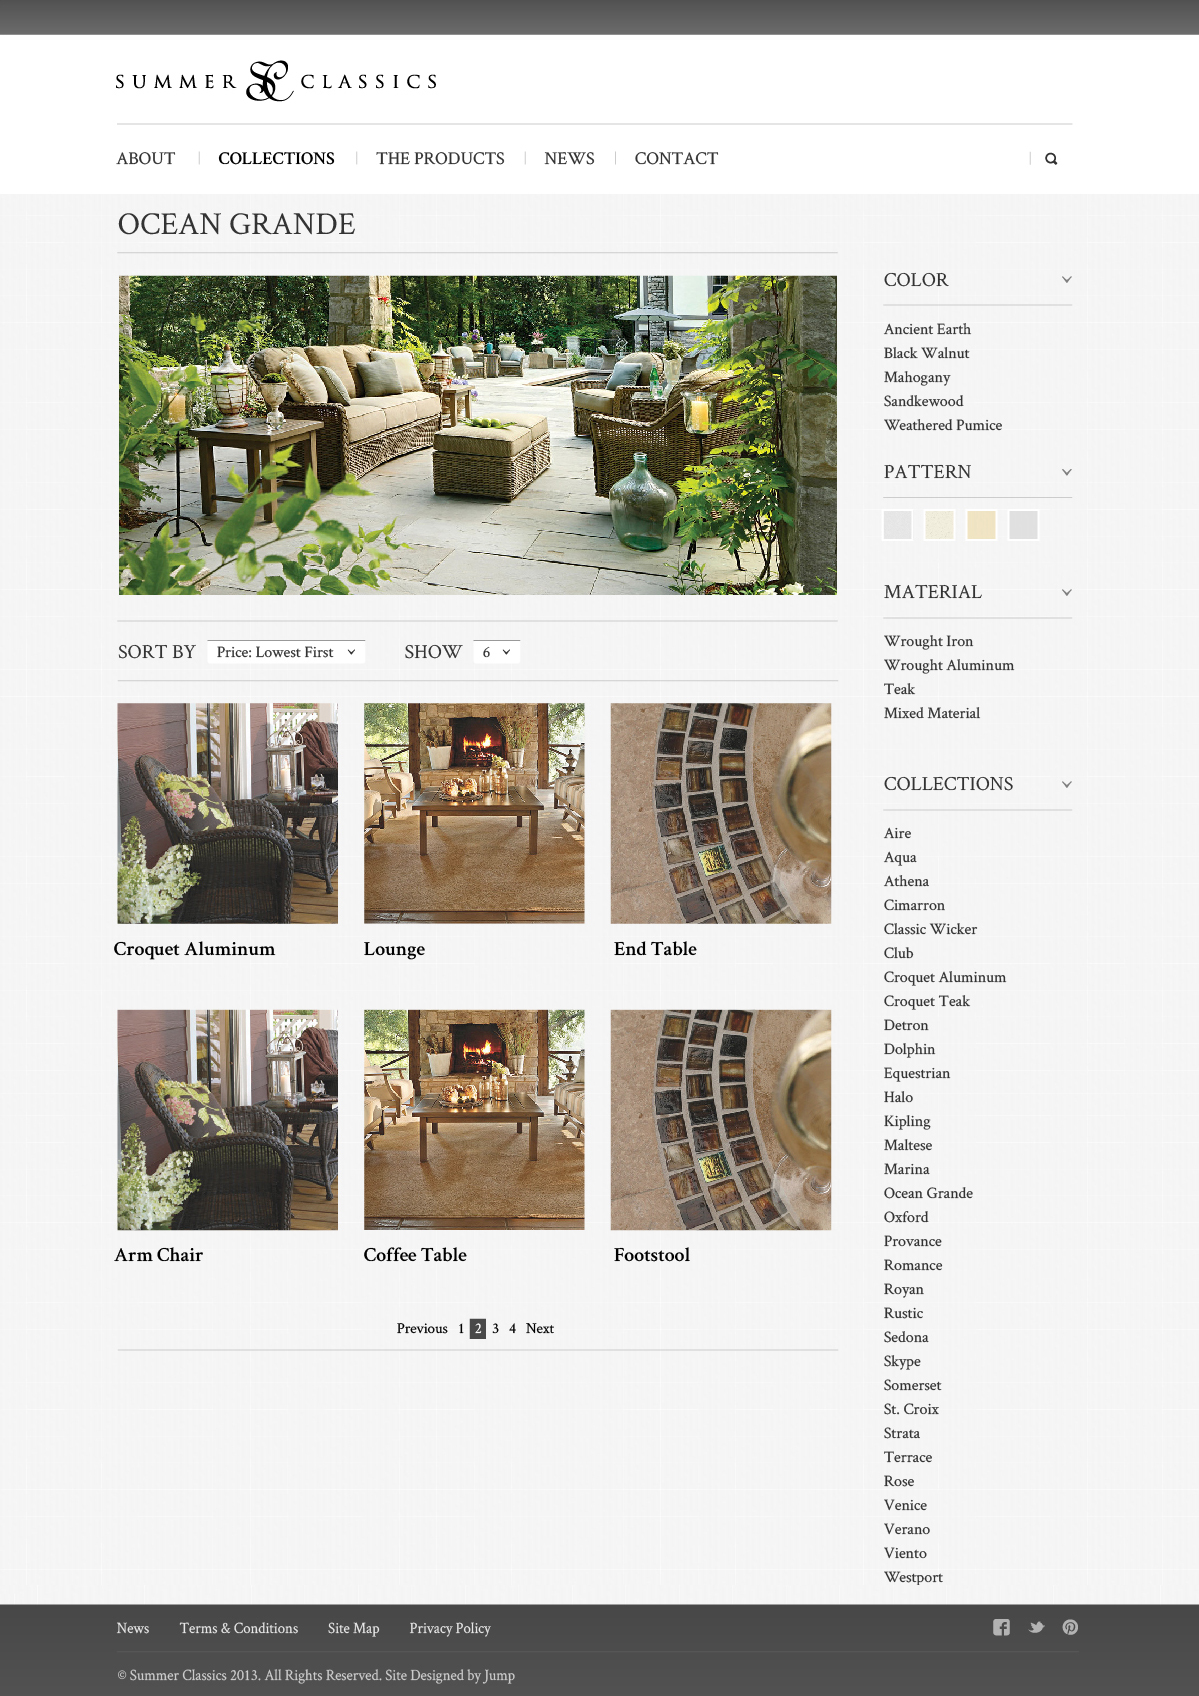 SUMMER SC CLASSICS
ABOUT COLLECTIONS THE PRODUCTS NEWS CONTACT
OCEAN GRANDE
SORT BY Price: Lowest First SHOW 6
Croquet Aluminum Lounge End Table
Arm Chair Coffee Table Footstool
Previous 1 2 3 4 Next
COLOR
Ancient Earth
Black Walnut
Mahogany
Sandkewood
Weathered Pumice
PATTERN
MATERIAL
Wrought Iron
Wrought Aluminum
Teak
Mixed Material
COLLECTIONS
Aire
Aqua
Athena
Cimarron
Classic Wicker
Club
Croquet Aluminum
Croquet Teak
Detron
Dolphin
Equestrian
Halo
Kipling
Maltese
Marina
Ocean Grande
Oxford
Provance
Romance
Royan
Rustic
Sedona
Skype
Somerset
St. Croix
Strata
Terrace
Rose
Venice
Verano
Viento
Westport
News Terms & Conditions Site Map Privacy Policy
© Summer Classics 2013. All Rights Reserved. Site Designed by Jump